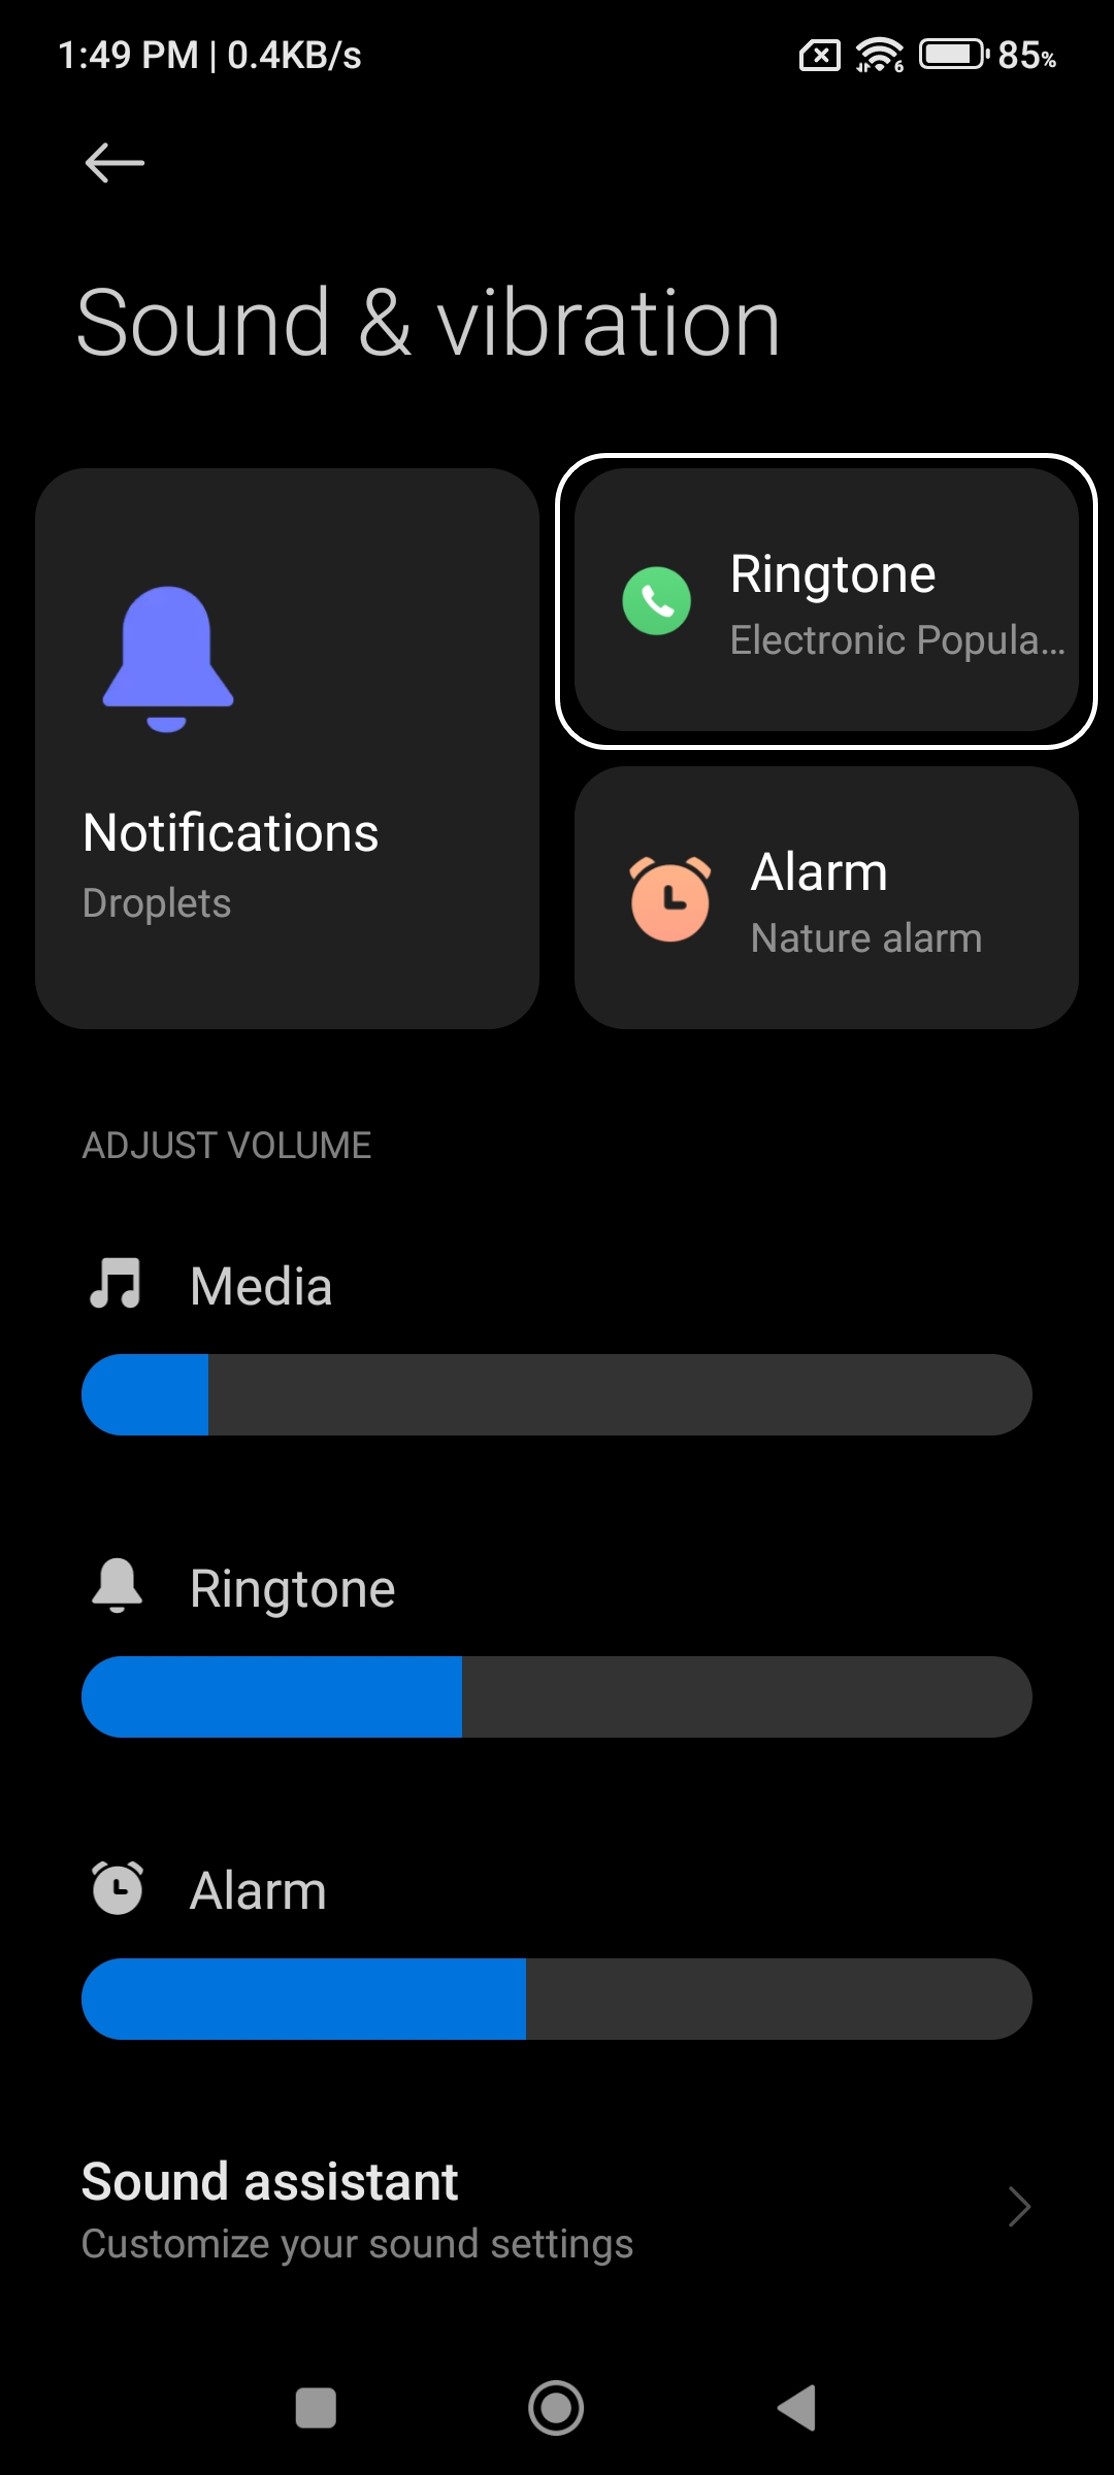 1:49 PM | 0.4KB/s 6 85%
Sound & vibration
Ringtone
Electronic Popula...
Notifications
Droplets
Alarm
Nature alarm
ADJUST VOLUME
Media
Ringtone
Alarm
Sound assistant
Customize your sound settings